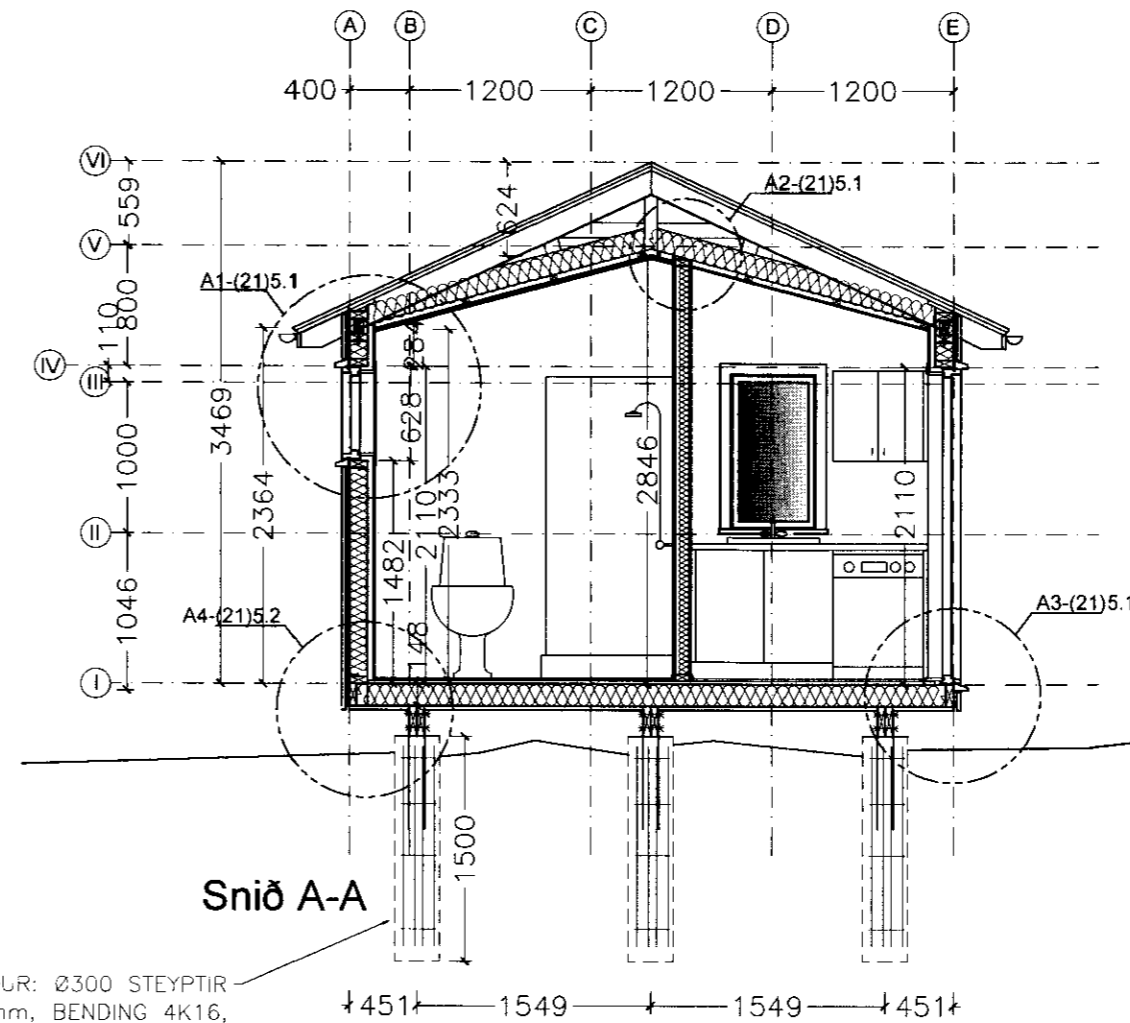 A B C D E
400 1200 1200 1200
VI
559
V
800
110
IV
III
1000
II
1046
I
3469
2364
624
A2-(21)5.1
A1-(21)5.1
284
628
2110
2333
1482
148
2846
2110
A4-(21)5.2
A3-(21)5.1
1500
Snið A-A
UR: Ø300 STEYPTIR
mm, BENDING 4K16,
451 1549 1549 451